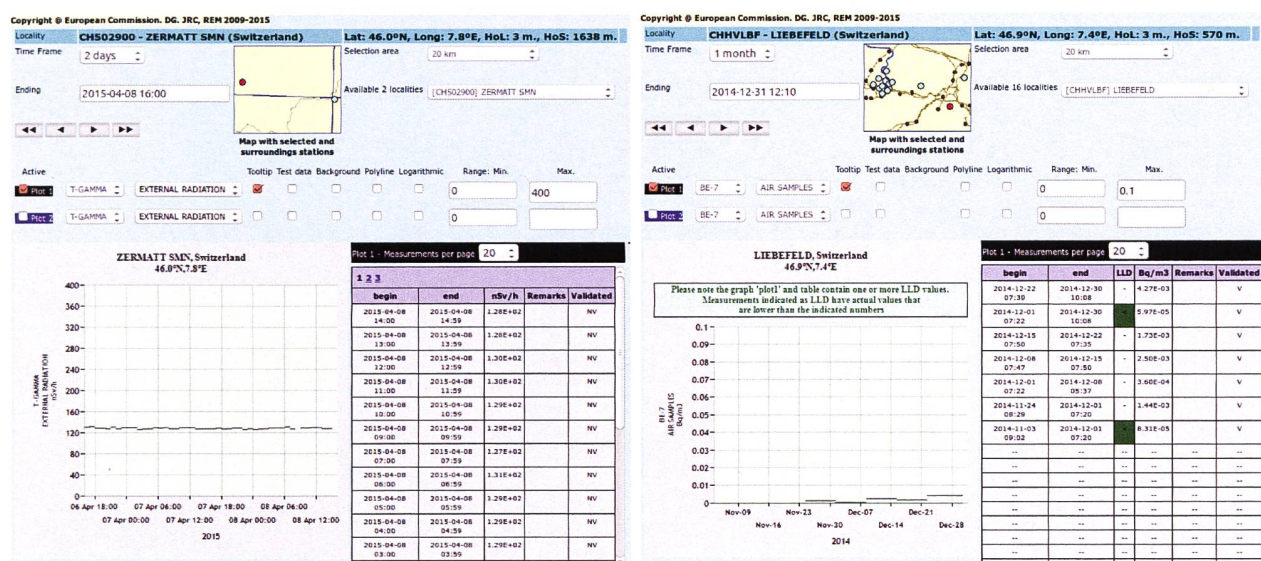 Copyright @ European Commission. DG. JRC, REM 2009-2015
Locality CH502900 - ZERMATT SMN (Switzerland) Lat: 46.0ºN, Long: 7.8ºE, HoL: 3 m., HoS: 1638 m.
Time Frame 2 days Selection area 20 km
Ending 2015-04-08 16:00 Available 2 localities [CH502900] ZERMATT SMN
Map with selected and
surroundings stations
Active Tooltip Test data Background Polyline Logarithmic Range: Min. Max.
Plot 1 T-GAMMA EXTERNAL RADIATION 0 400
Plot 2 T-GAMMA EXTERNAL RADIATION 0
ZERMATT SMN, Switzerland
46.0ºN,7.8ºE
400
360
320
280
240
200
160
120
80
40
0
T-GAMMA
EXTERNAL RADIATION
nSv/h
06 Apr 18:00 07 Apr 06:00 07 Apr 18:00 08 Apr 06:00
07 Apr 00:00 07 Apr 12:00 08 Apr 00:00 08 Apr 12:00
2015
Plot 1 - Measurements per page 20
1 2 3
begin end nSv/h Remarks Validated
2015-04-08 14:00 2015-04-08 14:59 1.28E+02 NV
2015-04-08 13:00 2015-04-08 13:59 1.28E+02 NV
2015-04-08 12:00 2015-04-08 12:59 1.30E+02 NV
2015-04-08 11:00 2015-04-08 11:59 1.30E+02 NV
2015-04-08 10:00 2015-04-08 10:59 1.29E+02 NV
2015-04-08 09:00 2015-04-08 09:59 1.29E+02 NV
2015-04-08 07:00 2015-04-08 07:59 1.27E+02 NV
2015-04-08 06:00 2015-04-08 06:59 1.31E+02 NV
2015-04-08 05:00 2015-04-08 05:59 1.29E+02 NV
2015-04-08 04:00 2015-04-08 04:59 1.29E+02 NV
2015-04-08 03:00 2015-04-08 03:59 1.29E+02 NV
Copyright @ European Commission. DG. JRC, REM 2009-2015
Locality CHHVLBF - LIEBEFELD (Switzerland) Lat: 46.9ºN, Long: 7.4ºE, HoL: 3 m., HoS: 570 m.
Time Frame 1 month Selection area 20 km
Ending 2014-12-31 12:10 Available 16 localities [CHHVLBF] LIEBEFELD
Map with selected and
surroundings stations
Active Tooltip Test data Background Polyline Logarithmic Range: Min. Max.
Plot 1 BE-7 AIR SAMPLES 0 0.1
Plot 2 BE-7 AIR SAMPLES 0
LIEBEFELD, Switzerland
46.9ºN,7.4ºE
Please note the graph 'plot1' and table contain one or more LLD values.
Measurements indicated as LLD have actual values that
are lower than the indicated numbers
0.1
0.09
0.08
0.07
0.06
0.05
0.04
0.03
0.02
0.01
0
BE-7
AIR SAMPLES
Bq/m3
Nov-09 Nov-23 Dec-07 Dec-21
Nov-16 Nov-30 Dec-14 Dec-28
2014
Plot 1 - Measurements per page 20
begin end LLD Bq/m3 Remarks Validated
2014-12-22 07:39 2014-12-30 10:08 - 4.27E-03 V
2014-12-01 07:22 2014-12-30 10:08 < 5.97E-05 V
2014-12-15 07:50 2014-12-22 07:35 - 1.73E-03 V
2014-12-08 07:47 2014-12-15 07:50 - 2.50E-03 V
2014-12-01 07:22 2014-12-08 05:37 - 3.60E-04 V
2014-11-24 08:29 2014-12-01 07:20 - 1.44E-03 V
2014-11-03 09:02 2014-12-01 07:20 < 8.31E-05 V
-- -- -- -- -- --
-- -- -- -- -- --
-- -- -- -- -- --
-- -- -- -- -- --
-- -- -- -- -- --
-- -- -- -- -- --
-- -- -- -- -- --